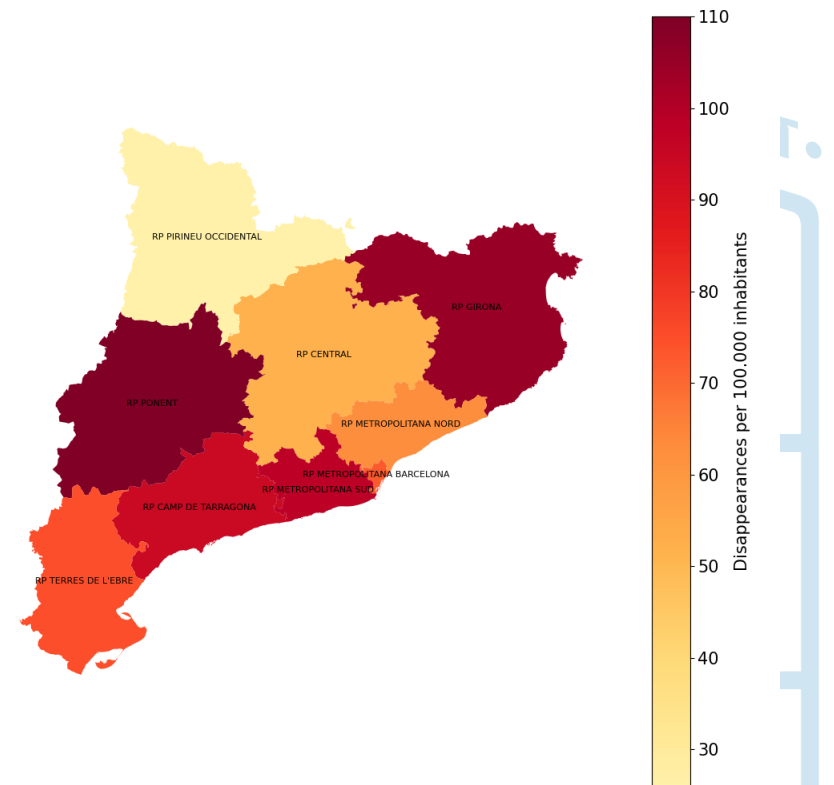 RP PIRINEU OCCIDENTAL
RP GIRONA
RP CENTRAL
RP PONENT
RP METROPOLITANA NORD
RP METROPOLITANA BARCELONA
RP METROPOLITANA SUD
RP CAMP DE TARRAGONA
RP TERRES DE L'EBRE
110
100
90
80
70
60
50
40
30
Disappearances per 100.000 inhabitants